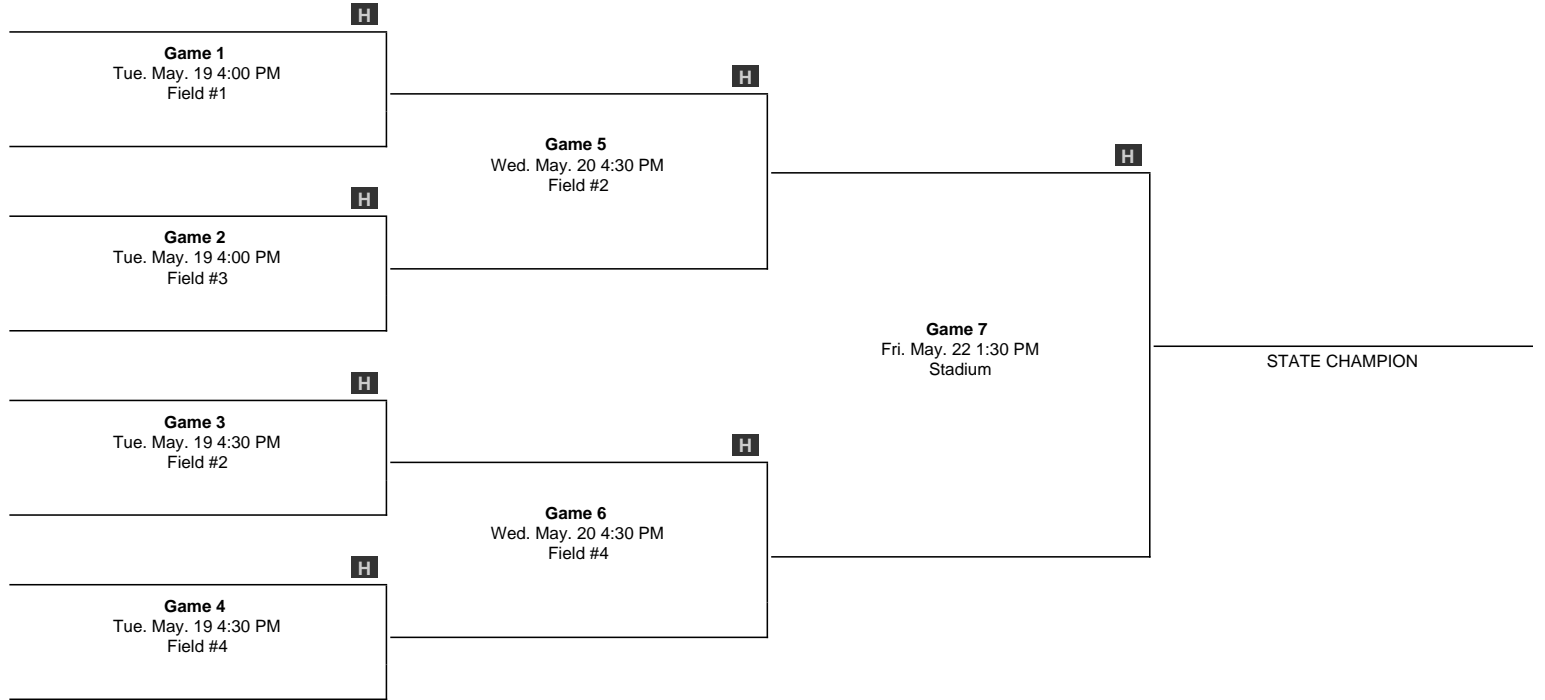 H
Game 1
Tue. May. 19 4:00 PM
Field #1
H
Game 2
Tue. May. 19 4:00 PM
Field #3
H
Game 3
Tue. May. 19 4:30 PM
Field #2
H
Game 4
Tue. May. 19 4:30 PM
Field #4
H
Game 5
Wed. May. 20 4:30 PM
Field #2
H
Game 6
Wed. May. 20 4:30 PM
Field #4
H
Game 7
Fri. May. 22 1:30 PM
Stadium
STATE CHAMPION